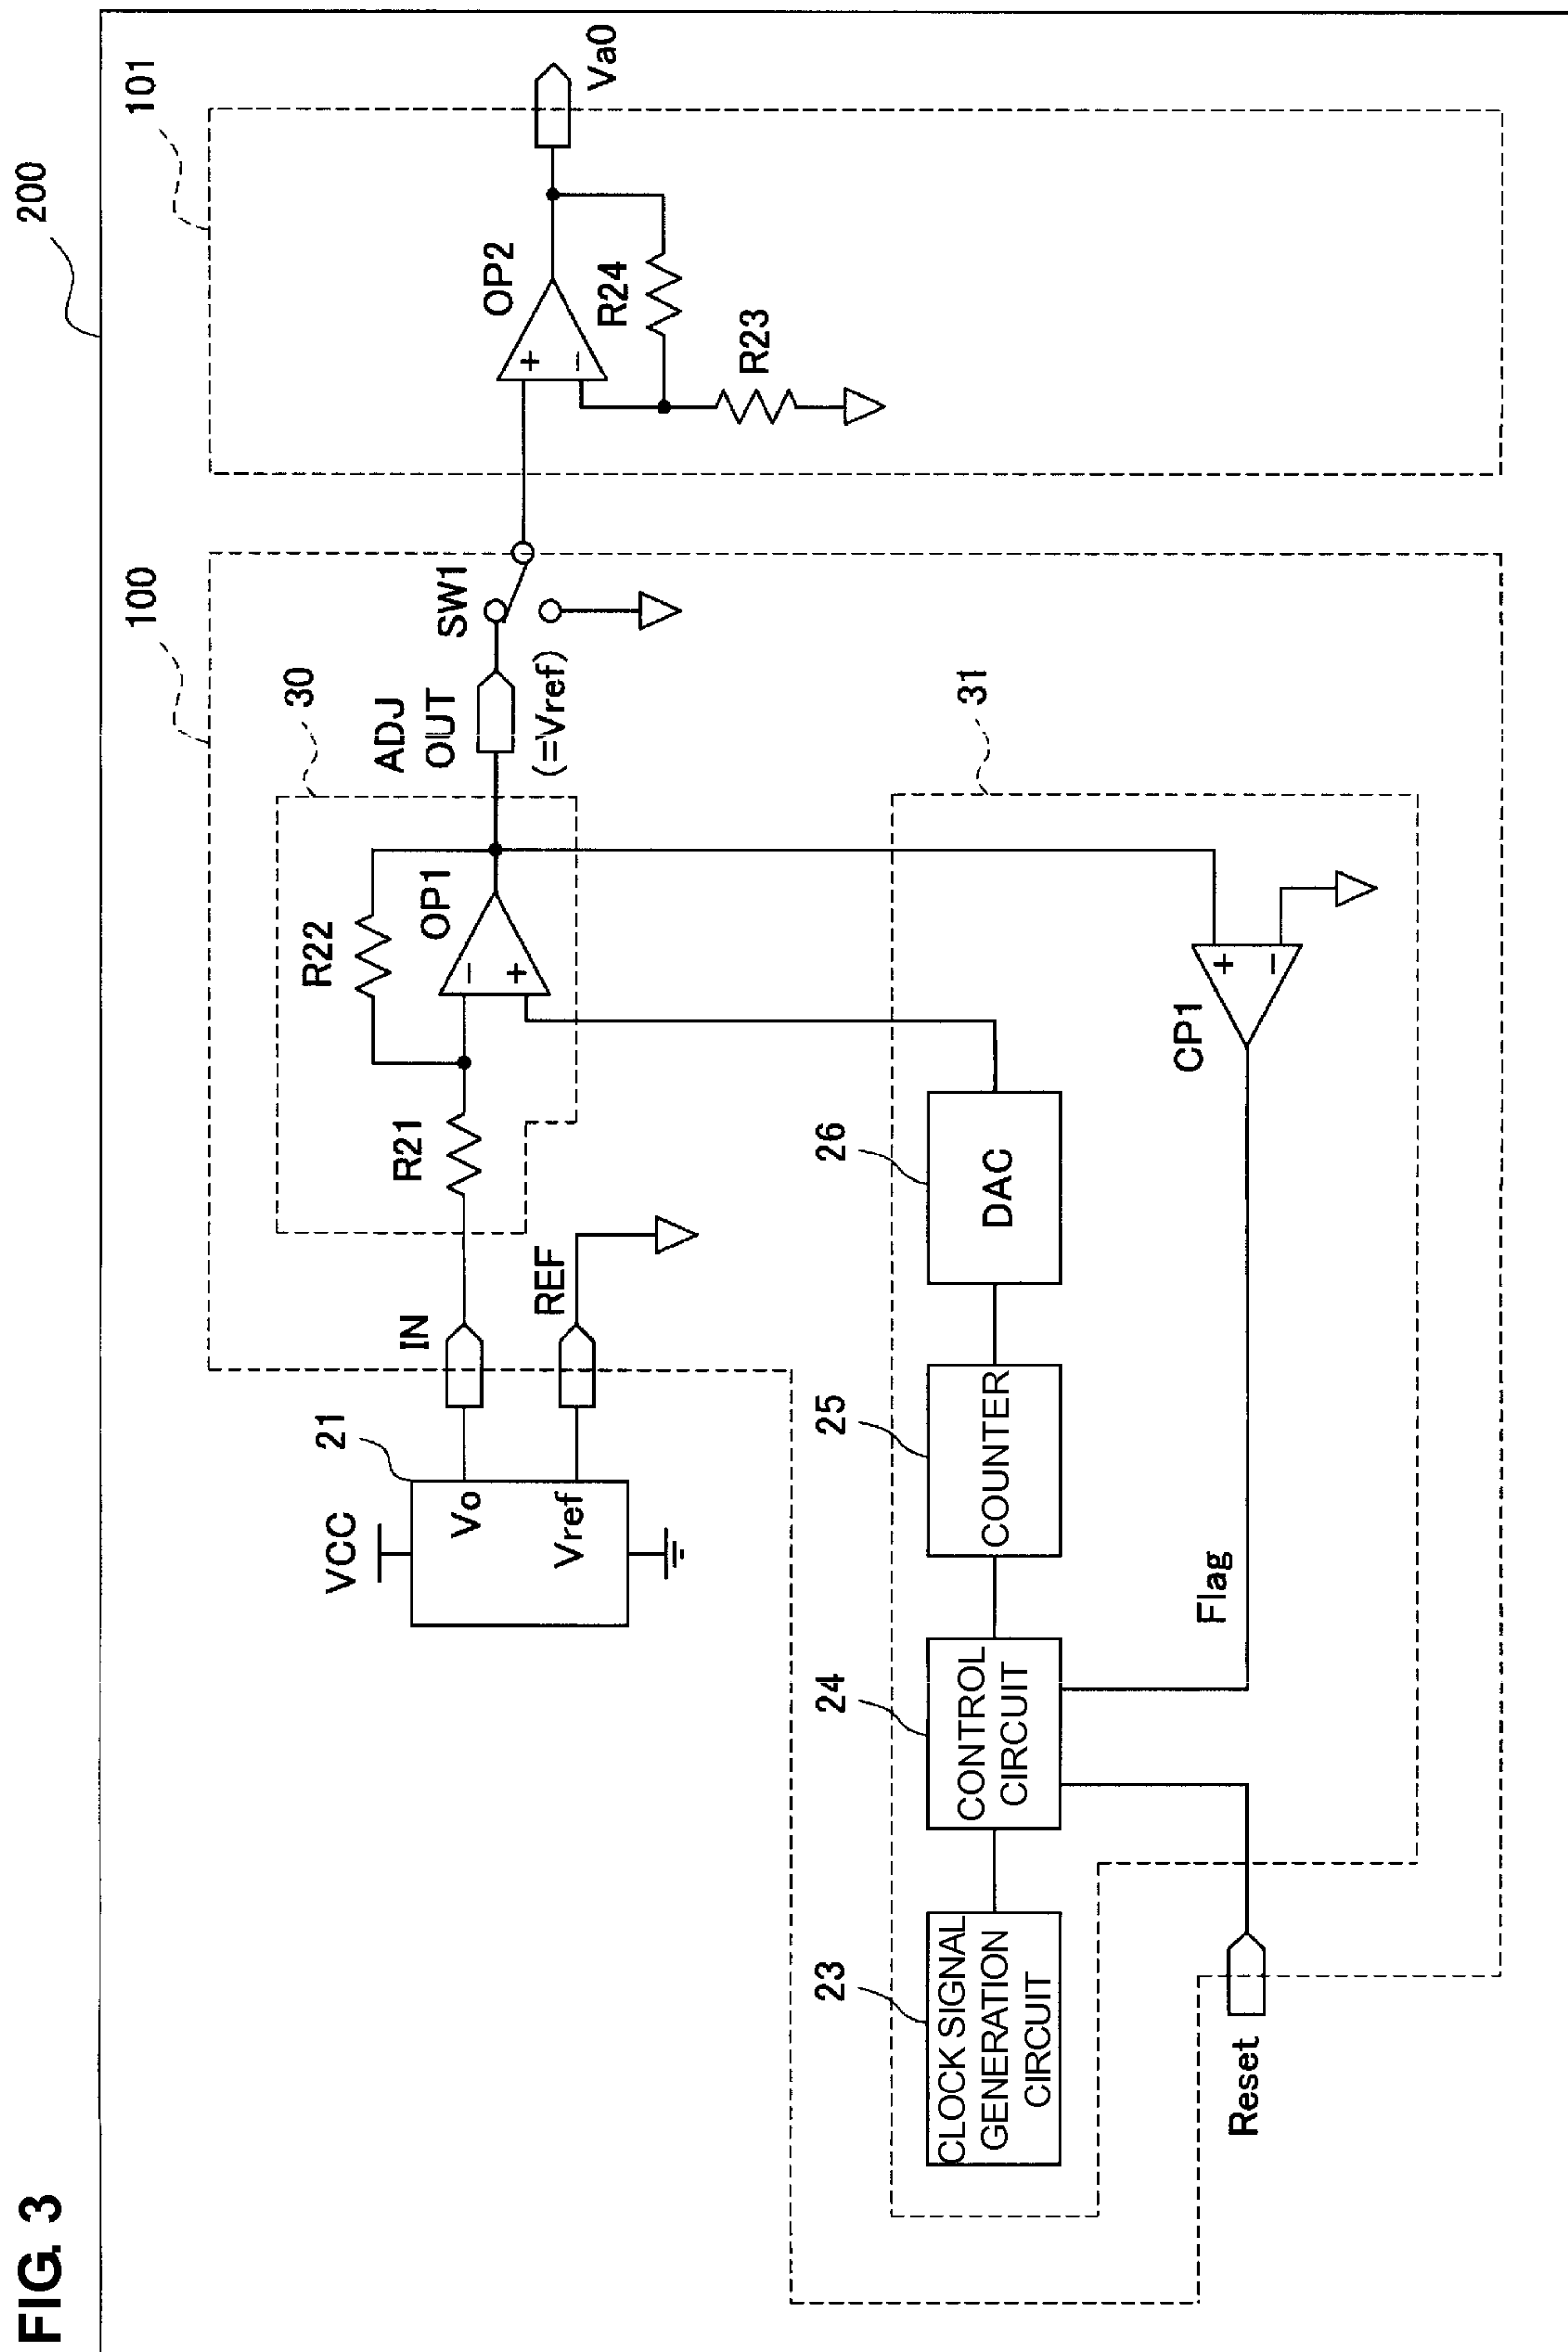 FIG. 3
200
100
101
30
VCC
21
Vo
Vref
IN
REF
R21
R22
OP1
ADJ
OUT
(=Vref)
SW1
OP2
R24
R23
Va0
31
23
CLOCK SIGNAL
GENERATION
CIRCUIT
24
CONTROL
CIRCUIT
25
COUNTER
26
DAC
Flag
CP1
Reset
+
−
−
+
+
−